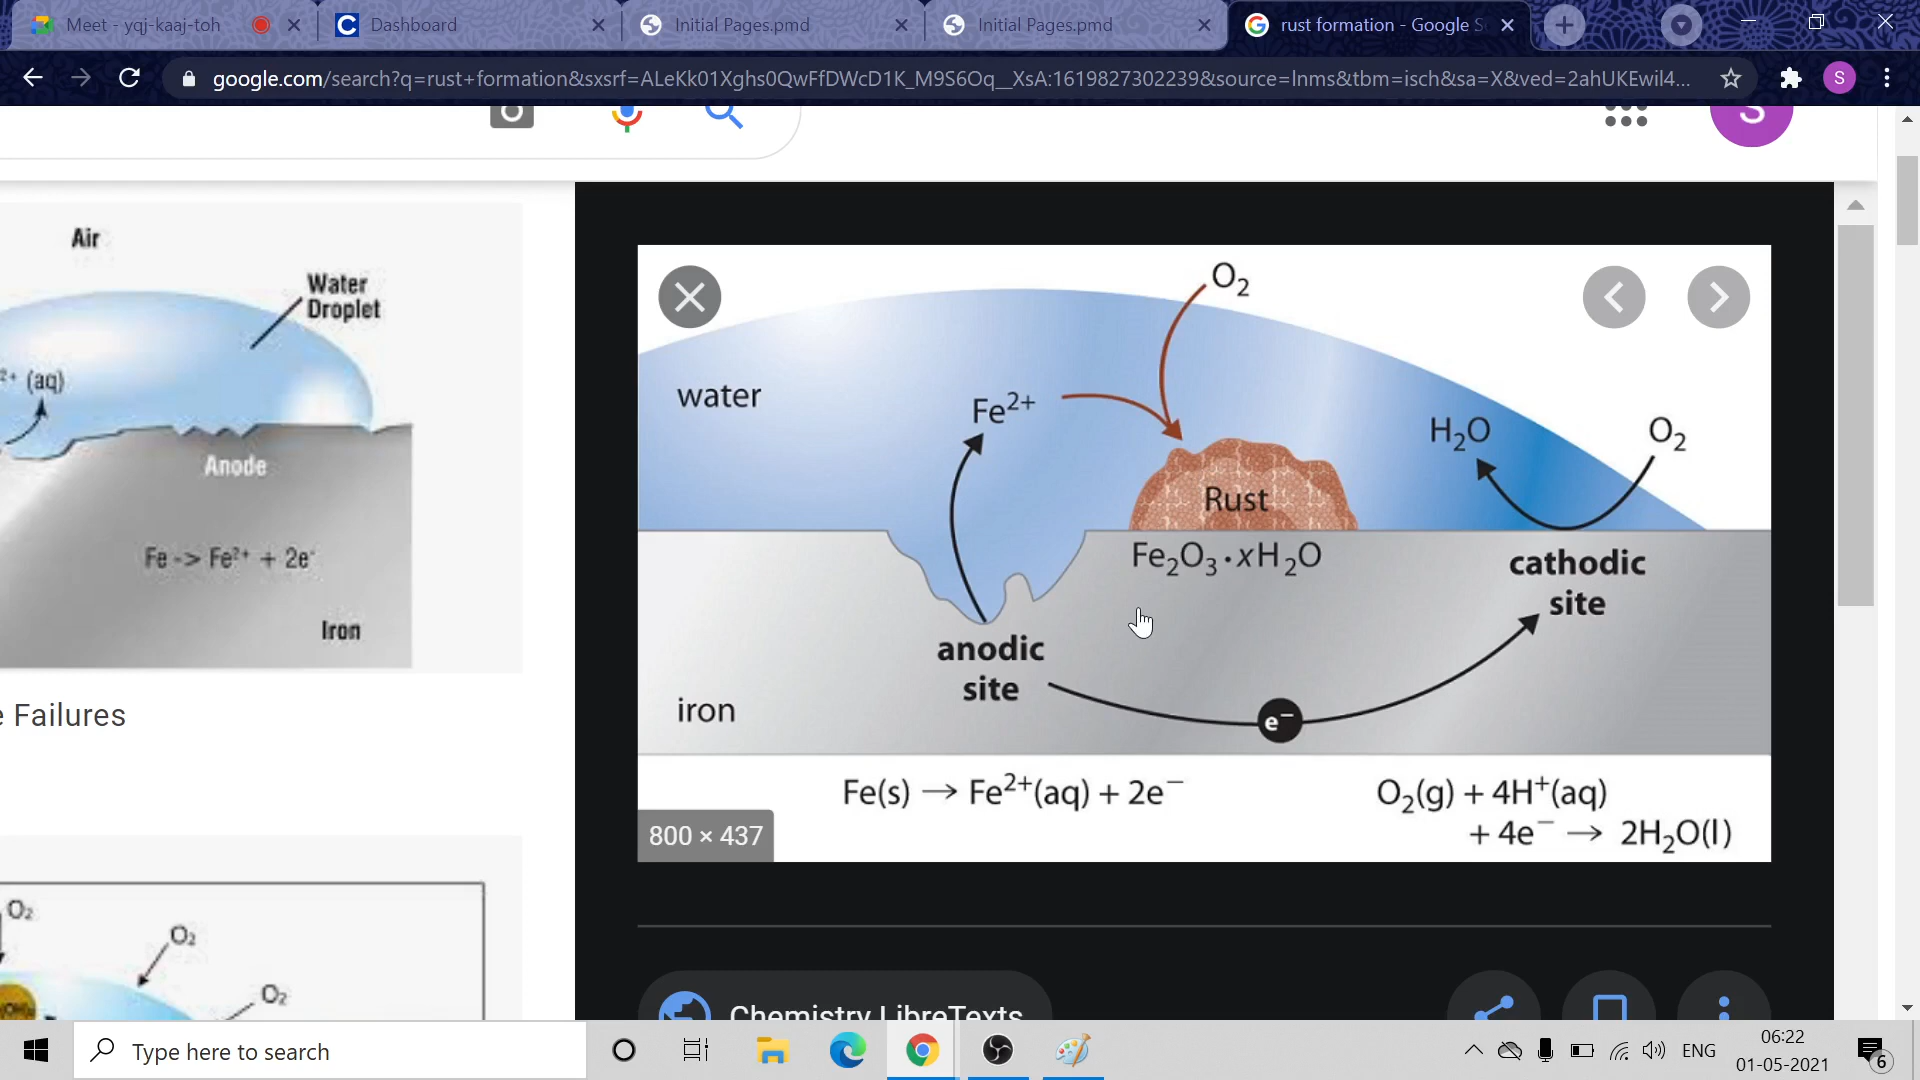 Meet - yqj-kaaj-toh
Dashboard
Initial Pages.pmd
Initial Pages.pmd
rust formation - Google S
google.com/search?q=rust+formation&sxsrf=ALeKk01Xghs0QwFfDWcD1K_M9S6Oq__XsA:1619827302239&source=lnms&tbm=isch&sa=X&ved=2ahUKEwil4...
S
S
Air
Water
Droplet
2+ (aq)
Anode
Fe -> Fe²⁺ + 2e⁻
Iron
e Failures
O₂
O₂
O₂
O₂
water
Fe²⁺
H₂O
O₂
Rust
Fe₂O₃·xH₂O
cathodic
site
anodic
site
iron
e⁻
Fe(s) → Fe²⁺(aq) + 2e⁻
O₂(g) + 4H⁺(aq)
+ 4e⁻ → 2H₂O(l)
800 × 437
Chemistry LibreTexts
Type here to search
ENG
06:22
01-05-2021
6